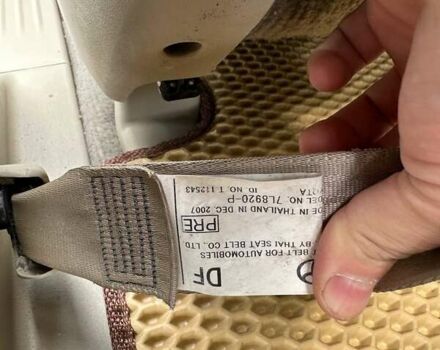 DF
T BELT FOR AUTOMOBILES
BY THAI SEAT BELT CO., LTD
PRE
DE IN THAILAND IN DEC. 2007
ODEL NO. 7L8920-P
OTA ID NO. T 112543